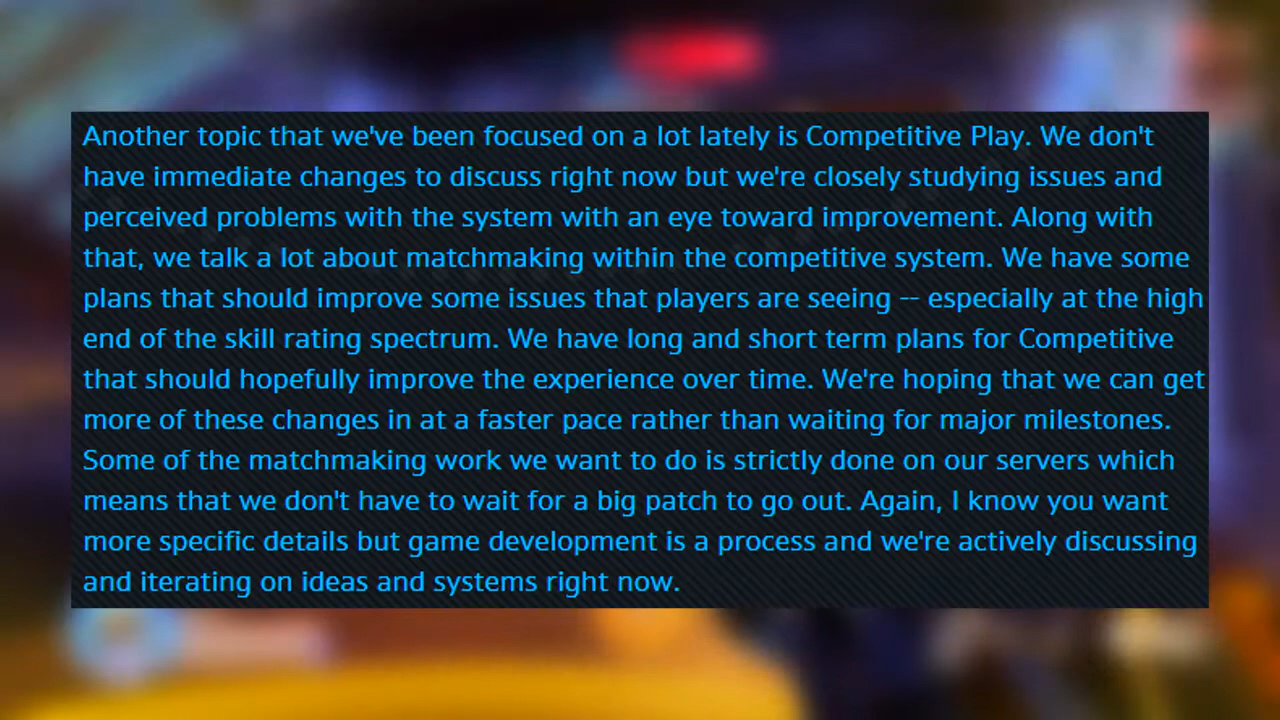 Another topic that we've been focused on a lot lately is Competitive Play. We don't
have immediate changes to discuss right now but we're closely studying issues and
perceived problems with the system with an eye toward improvement. Along with
that, we talk a lot about matchmaking within the competitive system. We have some
plans that should improve some issues that players are seeing -- especially at the high
end of the skill rating spectrum. We have long and short term plans for Competitive
that should hopefully improve the experience over time. We're hoping that we can get
more of these changes in at a faster pace rather than waiting for major milestones.
Some of the matchmaking work we want to do is strictly done on our servers which
means that we don't have to wait for a big patch to go out. Again, I know you want
more specific details but game development is a process and we're actively discussing
and iterating on ideas and systems right now.